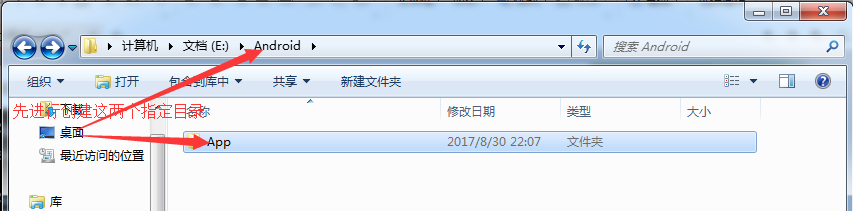 计算机 文档 (E:) Android
搜索 Android
组织 打开 包含到库中 共享 新建文件夹
名称 修改日期 类型 大小
下载
先进行创建这两个指定目录
桌面
App 2017/8/30 22:07 文件夹
最近访问的位置
库